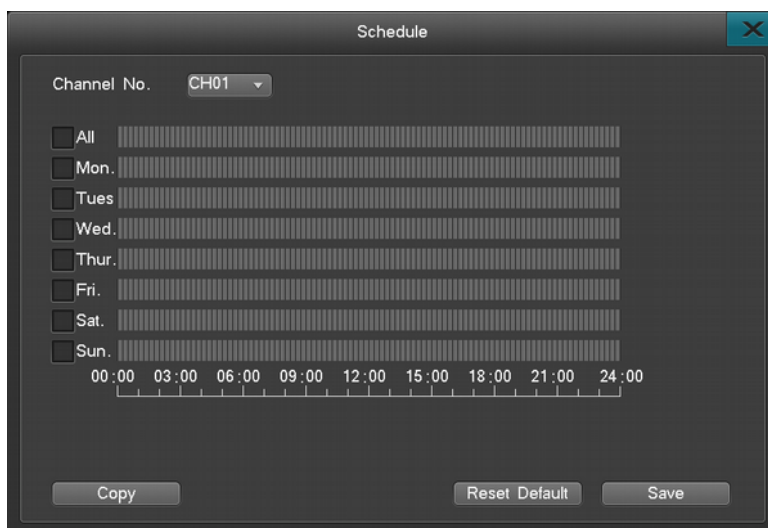 Schedule
Channel No. CH01
All
Mon.
Tues
Wed.
Thur.
Fri.
Sat.
Sun.
00:00 03:00 06:00 09:00 12:00 15:00 18:00 21:00 24:00
Copy Reset Default Save